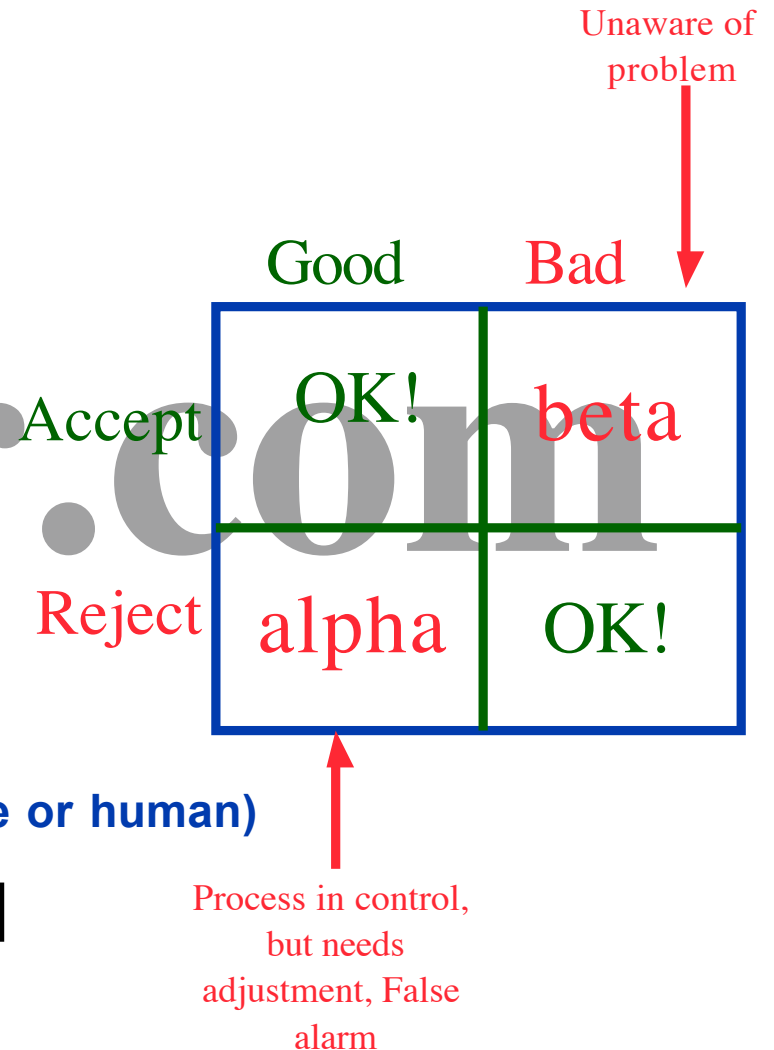 Unaware of
problem
Good Bad
Accept OK! beta
r.com
Reject alpha OK!
e or human)
Process in control,
but needs
adjustment, False
alarm